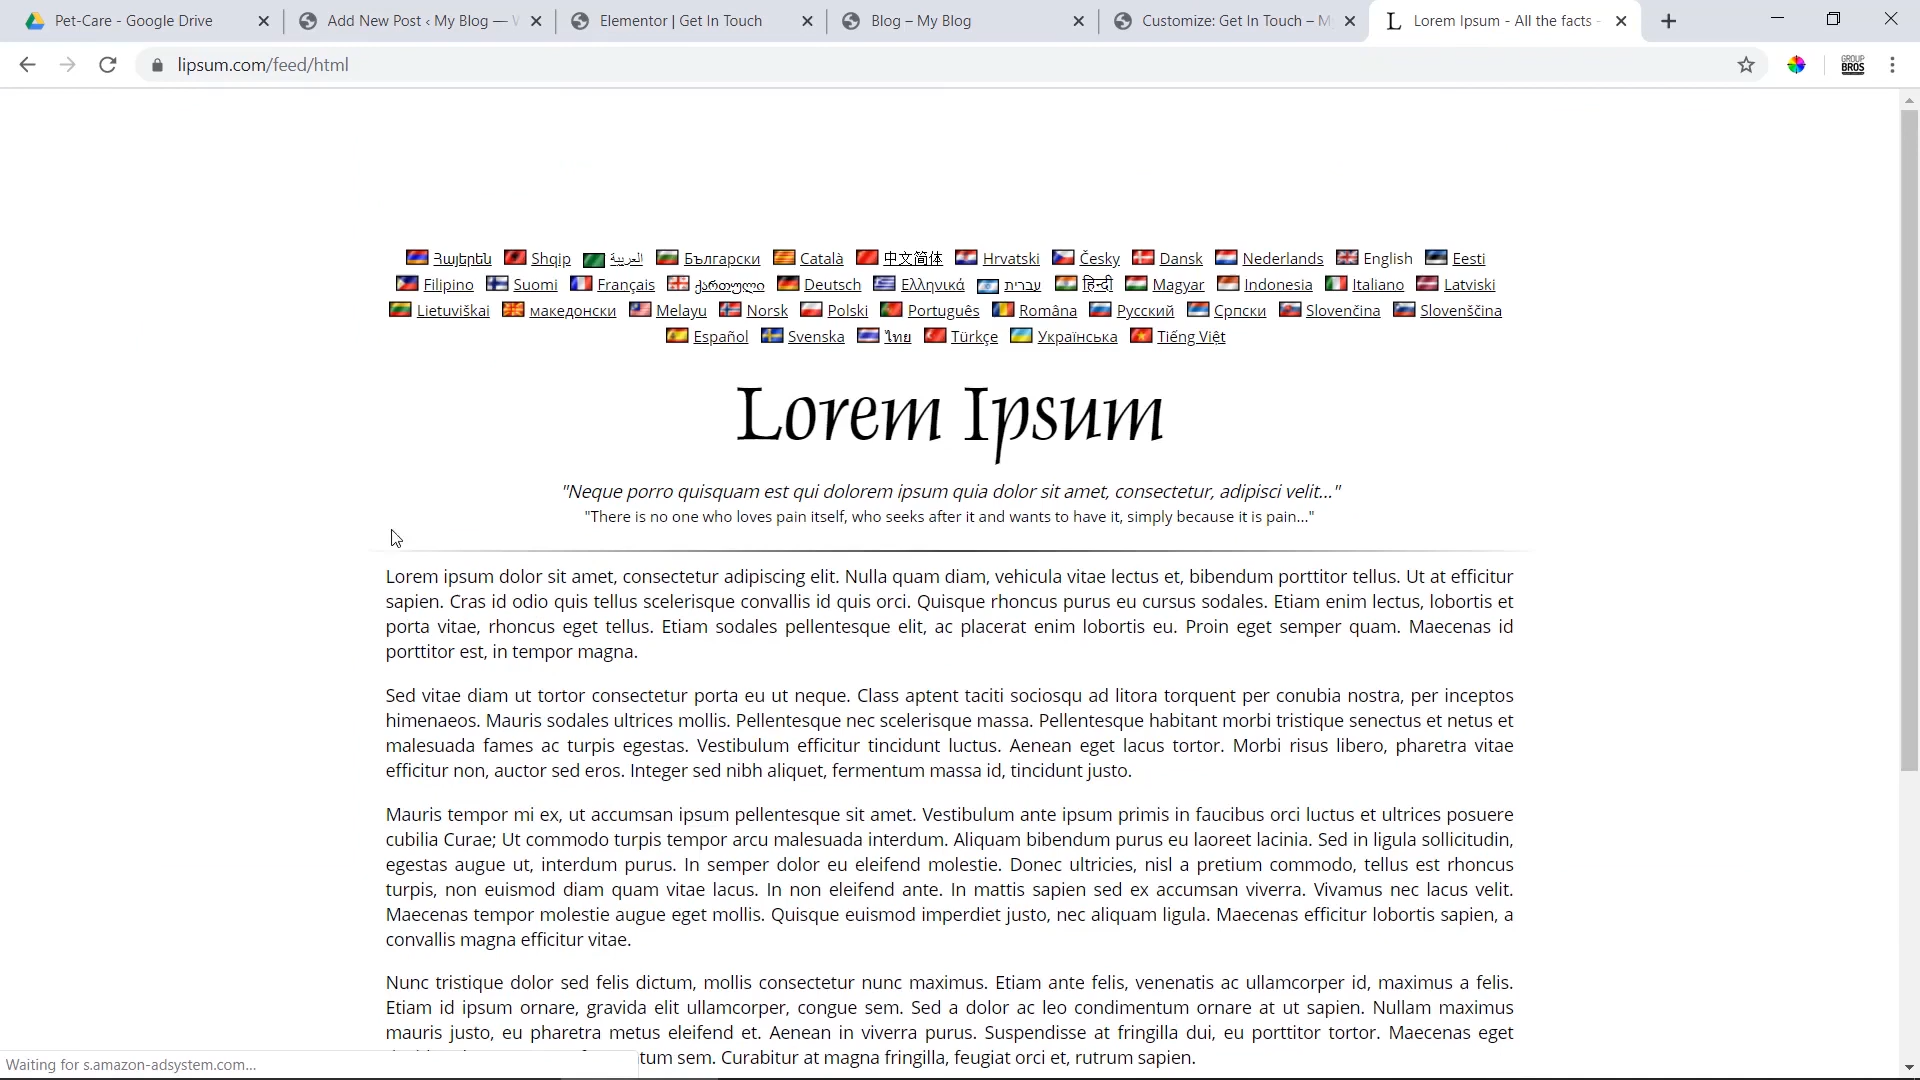 Pet-Care - Google Drive
Add New Post ‹ My Blog —
Elementor | Get In Touch
Blog – My Blog
Customize: Get In Touch –
Lorem Ipsum - All the facts -
lipsum.com/feed/html
GROUP BROS
Հայերեն Shqip العربية Български Català 中文简体 Hrvatski Česky Dansk Nederlands English Eesti
Filipino Suomi Français ქართული Deutsch Ελληνικά עברית हिन्दी Magyar Indonesia Italiano Latviski
Lietuviškai македонски Melayu Norsk Polski Português Româna Русский Српски Slovenčina Slovenščina
Español Svenska ไทย Türkçe Українська Tiếng Việt
Lorem Ipsum
"Neque porro quisquam est qui dolorem ipsum quia dolor sit amet, consectetur, adipisci velit..."
"There is no one who loves pain itself, who seeks after it and wants to have it, simply because it is pain..."
Lorem ipsum dolor sit amet, consectetur adipiscing elit. Nulla quam diam, vehicula vitae lectus et, bibendum porttitor tellus. Ut at efficitur
sapien. Cras id odio quis tellus scelerisque convallis id quis orci. Quisque rhoncus purus eu cursus sodales. Etiam enim lectus, lobortis et
porta vitae, rhoncus eget tellus. Etiam sodales pellentesque elit, ac placerat enim lobortis eu. Proin eget semper quam. Maecenas id
porttitor est, in tempor magna.
Sed vitae diam ut tortor consectetur porta eu ut neque. Class aptent taciti sociosqu ad litora torquent per conubia nostra, per inceptos
himenaeos. Mauris sodales ultrices mollis. Pellentesque nec scelerisque massa. Pellentesque habitant morbi tristique senectus et netus et
malesuada fames ac turpis egestas. Vestibulum efficitur tincidunt luctus. Aenean eget lacus tortor. Morbi risus libero, pharetra vitae
efficitur non, auctor sed eros. Integer sed nibh aliquet, fermentum massa id, tincidunt justo.
Mauris tempor mi ex, ut accumsan ipsum pellentesque sit amet. Vestibulum ante ipsum primis in faucibus orci luctus et ultrices posuere
cubilia Curae; Ut commodo turpis tempor arcu malesuada interdum. Aliquam bibendum purus eu laoreet lacinia. Sed in ligula sollicitudin,
egestas augue ut, interdum purus. In semper dolor eu eleifend molestie. Donec ultricies, nisl a pretium commodo, tellus est rhoncus
turpis, non euismod diam quam vitae lacus. In non eleifend ante. In mattis sapien sed ex accumsan viverra. Vivamus nec lacus velit.
Maecenas tempor molestie augue eget mollis. Quisque euismod imperdiet justo, nec aliquam ligula. Maecenas efficitur lobortis sapien, a
convallis magna efficitur vitae.
Nunc tristique dolor sed felis dictum, mollis consectetur nunc maximus. Etiam ante felis, venenatis ac ullamcorper id, maximus a felis.
Etiam id ipsum ornare, gravida elit ullamcorper, congue sem. Sed a dolor ac leo condimentum ornare at ut sapien. Nullam maximus
mauris justo, eu pharetra metus eleifend et. Aenean in viverra purus. Suspendisse at fringilla dui, eu porttitor tortor. Maecenas eget
tum sem. Curabitur at magna fringilla, feugiat orci et, rutrum sapien.
Waiting for s.amazon-adsystem.com...